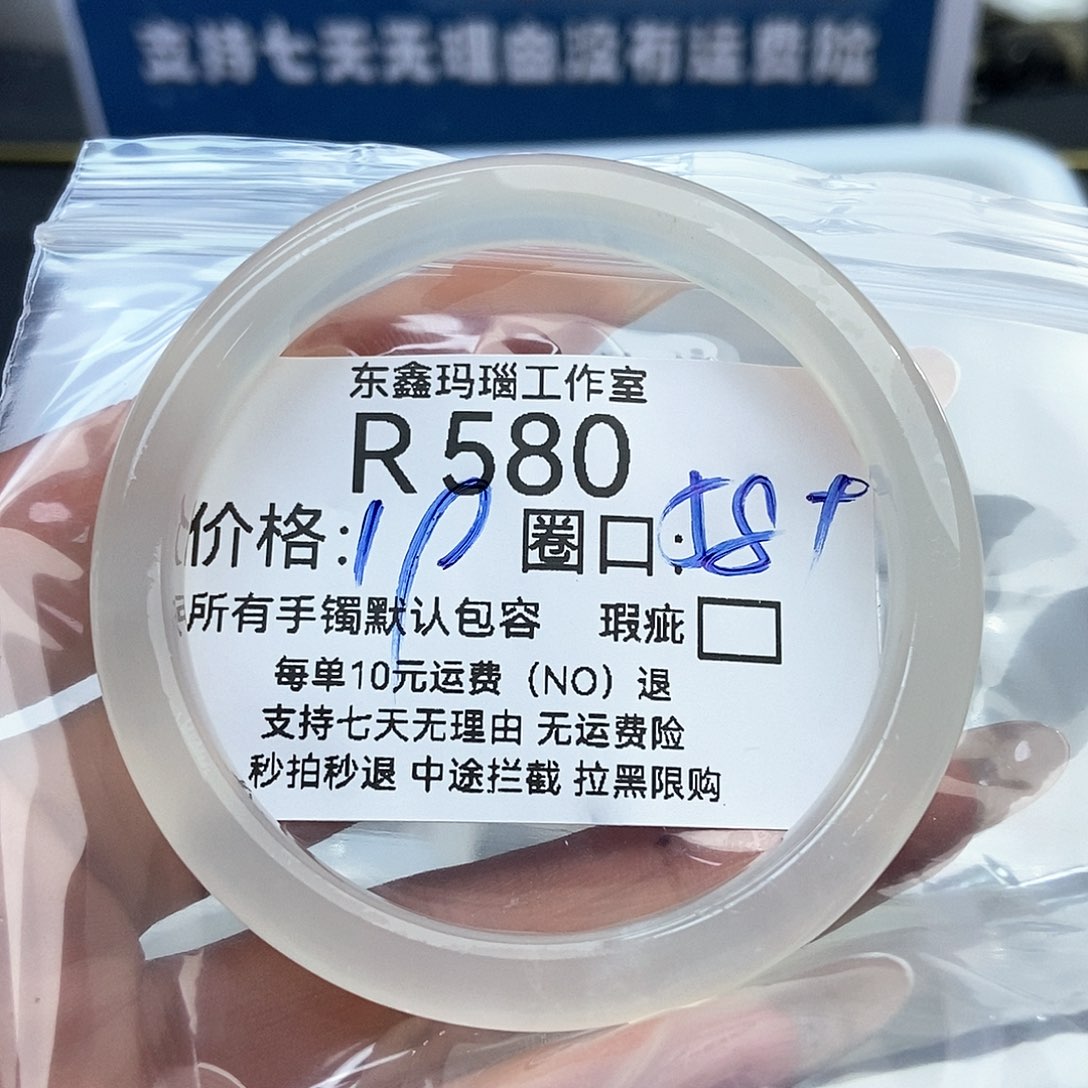 支持七天无理由没有运费险
东鑫玛瑙工作室
R580
价格:1P 圈口:58+
所有手镯默认包容 瑕疵
每单10元运费（NO）退
支持七天无理由 无运费险
秒拍秒退 中途拦截 拉黑限购